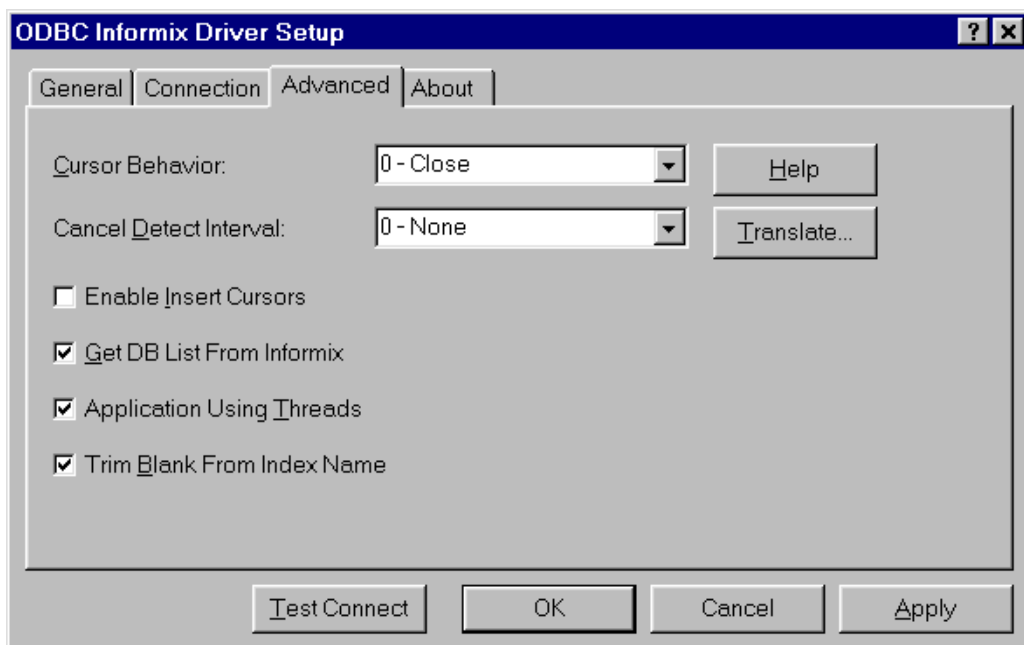 ODBC Informix Driver Setup
General Connection Advanced About
Cursor Behavior: 0 - Close Help
Cancel Detect Interval: 0 - None Translate...
Enable Insert Cursors
Get DB List From Informix
Application Using Threads
Trim Blank From Index Name
Test Connect OK Cancel Apply